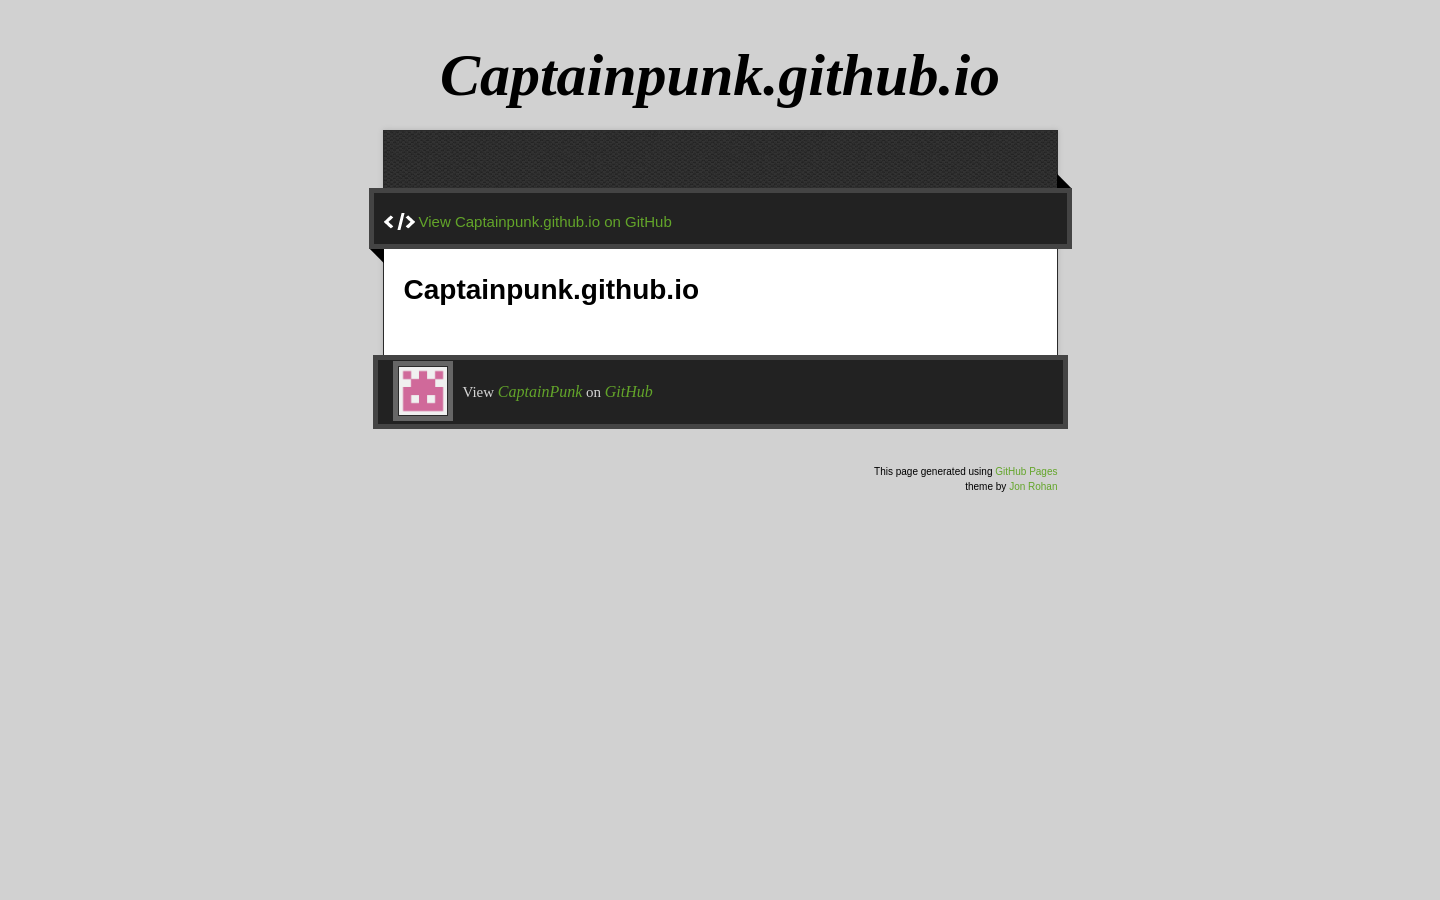 Captainpunk.github.io
View Captainpunk.github.io on GitHub
Captainpunk.github.io
View CaptainPunk on GitHub
This page generated using GitHub Pages
theme by Jon Rohan